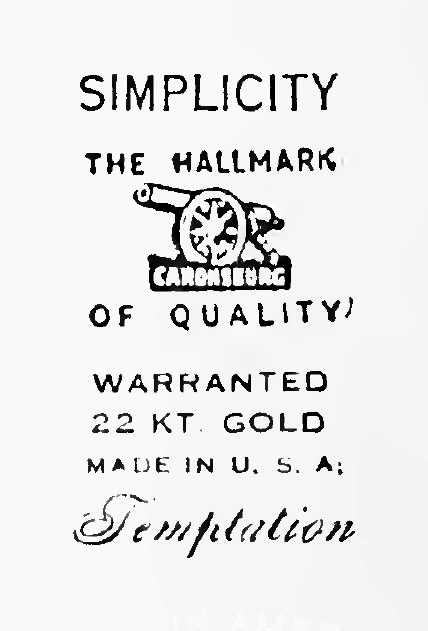 SIMPLICITY
THE HALLMARK
CANONSBURG
OF QUALITY
WARRANTED
22 KT. GOLD
MADE IN U. S. A.
Temptation